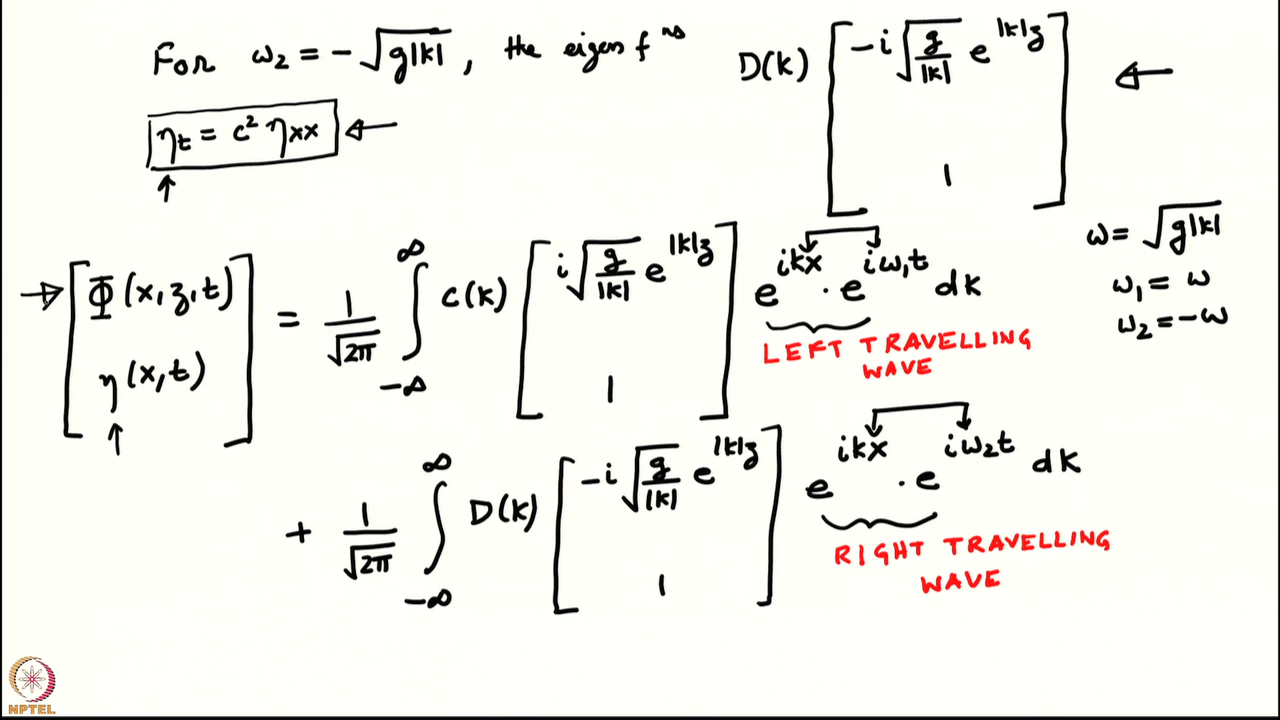 For ω₂ = -√g|k| , the eigen fⁿˢ D(k) [ -i √(g/|k|) e^{|k|z} 1 ] ⇐
η_t = c² η_xx ⇐
↑
ω = √g|k|
ω₁ = ω
ω₂ = -ω
→ [ Φ(x,z,t) η(x,t) ] = 1/√2π ∫_{-∞}^{∞} C(k) [ i √(g/|k|) e^{|k|z} 1 ] e^{ikx} · e^{iω₁t} dk
LEFT TRAVELLING
WAVE
+ 1/√2π ∫_{-∞}^{∞} D(k) [ -i √(g/|k|) e^{|k|z} 1 ] e^{ikx} · e^{iω₂t} dk
RIGHT TRAVELLING
WAVE
NPTEL